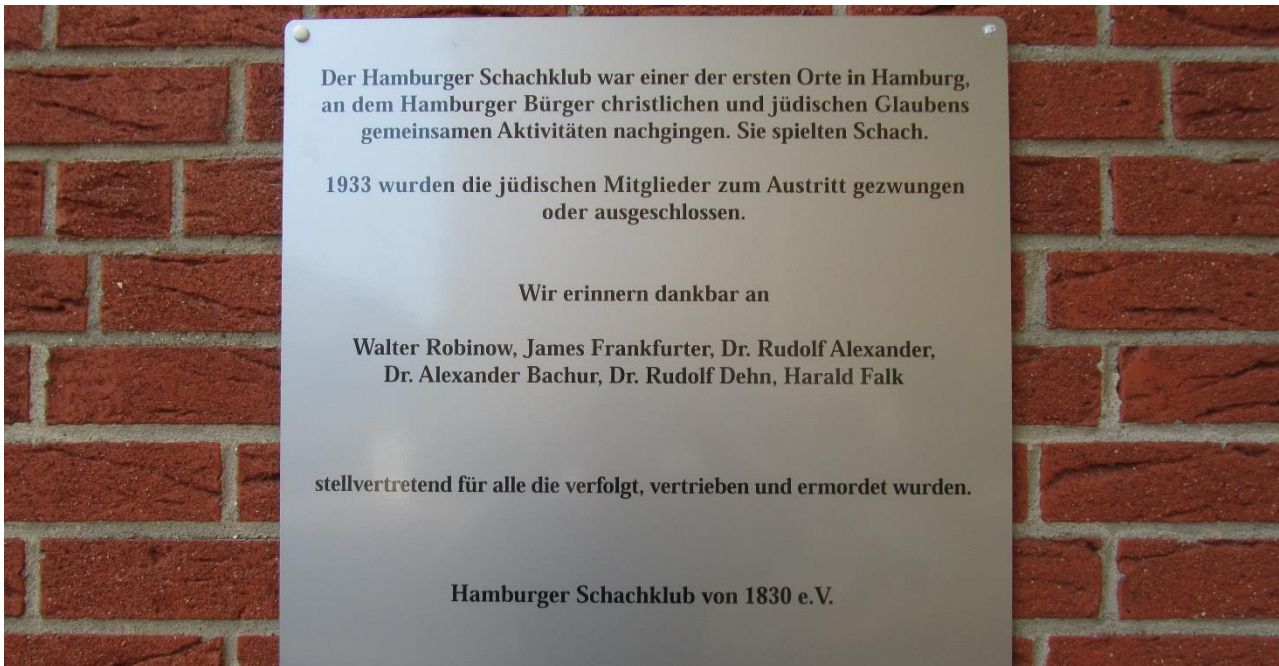 Der Hamburger Schachklub war einer der ersten Orte in Hamburg,
an dem Hamburger Bürger christlichen und jüdischen Glaubens
gemeinsamen Aktivitäten nachgingen. Sie spielten Schach.
1933 wurden die jüdischen Mitglieder zum Austritt gezwungen
oder ausgeschlossen.
Wir erinnern dankbar an
Walter Robinow, James Frankfurter, Dr. Rudolf Alexander,
Dr. Alexander Bachur, Dr. Rudolf Dehn, Harald Falk
stellvertretend für alle die verfolgt, vertrieben und ermordet wurden.
Hamburger Schachklub von 1830 e.V.